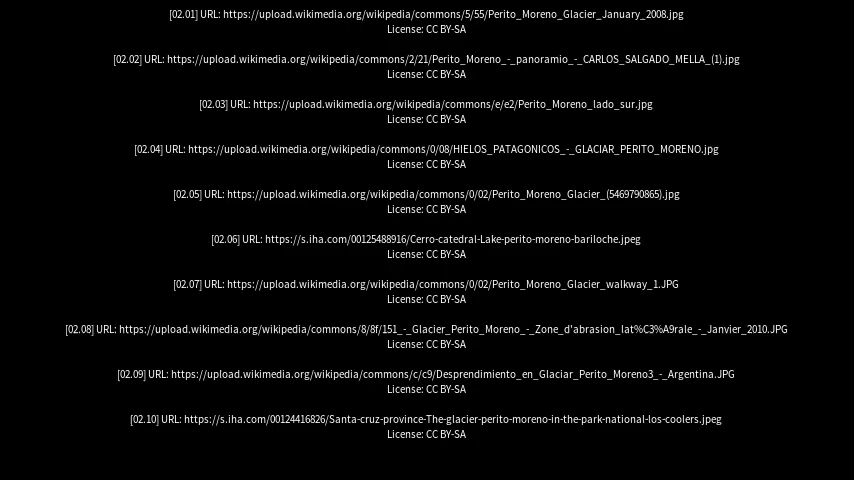 [02.01] URL: https://upload.wikimedia.org/wikipedia/commons/5/55/Perito_Moreno_Glacier_January_2008.jpg
License: CC BY-SA
[02.02] URL: https://upload.wikimedia.org/wikipedia/commons/2/21/Perito_Moreno_-_panoramio_-_CARLOS_SALGADO_MELLA_(1).jpg
License: CC BY-SA
[02.03] URL: https://upload.wikimedia.org/wikipedia/commons/e/e2/Perito_Moreno_lado_sur.jpg
License: CC BY-SA
[02.04] URL: https://upload.wikimedia.org/wikipedia/commons/0/08/HIELOS_PATAGONICOS_-_GLACIAR_PERITO_MORENO.jpg
License: CC BY-SA
[02.05] URL: https://upload.wikimedia.org/wikipedia/commons/0/02/Perito_Moreno_Glacier_(5469790865).jpg
License: CC BY-SA
[02.06] URL: https://s.iha.com/00125488916/Cerro-catedral-Lake-perito-moreno-bariloche.jpeg
License: CC BY-SA
[02.07] URL: https://upload.wikimedia.org/wikipedia/commons/0/02/Perito_Moreno_Glacier_walkway_1.JPG
License: CC BY-SA
[02.08] URL: https://upload.wikimedia.org/wikipedia/commons/8/8f/151_-_Glacier_Perito_Moreno_-_Zone_d'abrasion_lat%C3%A9rale_-_Janvier_2010.JPG
License: CC BY-SA
[02.09] URL: https://upload.wikimedia.org/wikipedia/commons/c/c9/Desprendimiento_en_Glaciar_Perito_Moreno3_-_Argentina.JPG
License: CC BY-SA
[02.10] URL: https://s.iha.com/00124416826/Santa-cruz-province-The-glacier-perito-moreno-in-the-park-national-los-coolers.jpeg
License: CC BY-SA